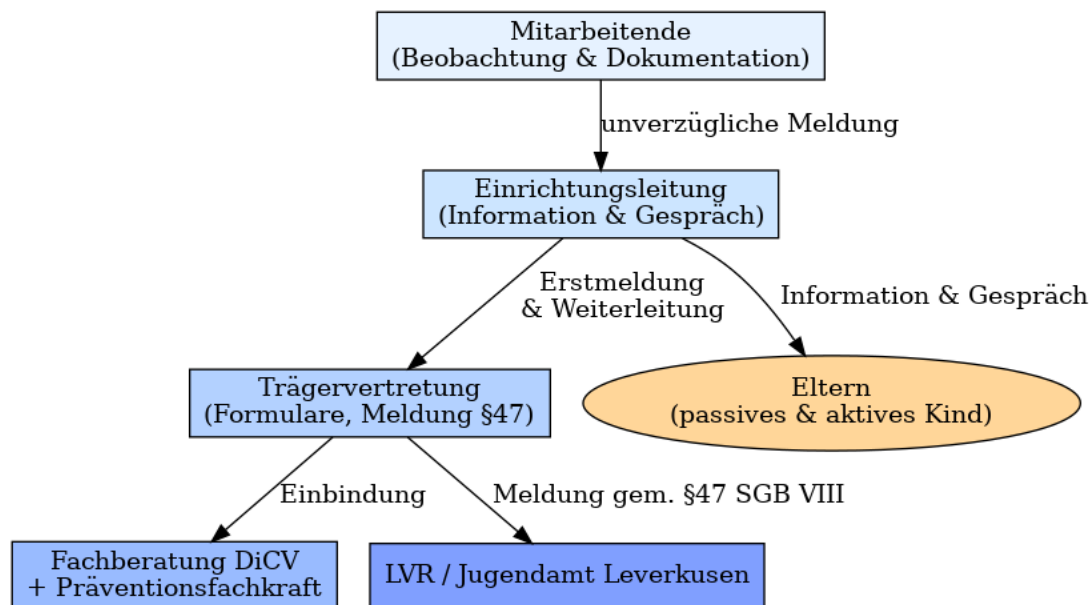 Mitarbeitende
(Beobachtung & Dokumentation)
unverzügliche Meldung
Einrichtungsleitung
(Information & Gespräch)
Erstmeldung
& Weiterleitung
Information & Gespräch
Trägervertretung
(Formulare, Meldung §47)
Eltern
(passives & aktives Kind)
Einbindung
Meldung gem. §47 SGB VIII
Fachberatung DiCV
+ Präventionsfachkraft
LVR / Jugendamt Leverkusen